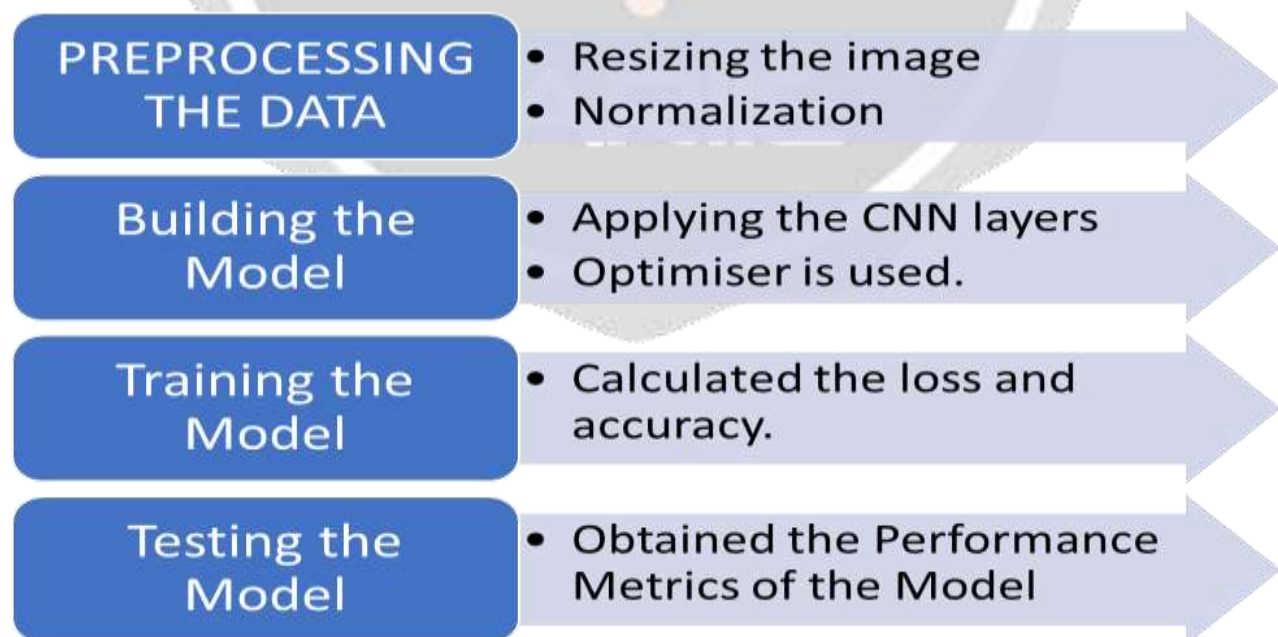 PREPROCESSING
THE DATA
• Resizing the image
• Normalization
Building the
Model
• Applying the CNN layers
• Optimiser is used.
Training the
Model
• Calculated the loss and
accuracy.
Testing the
Model
• Obtained the Performance
Metrics of the Model